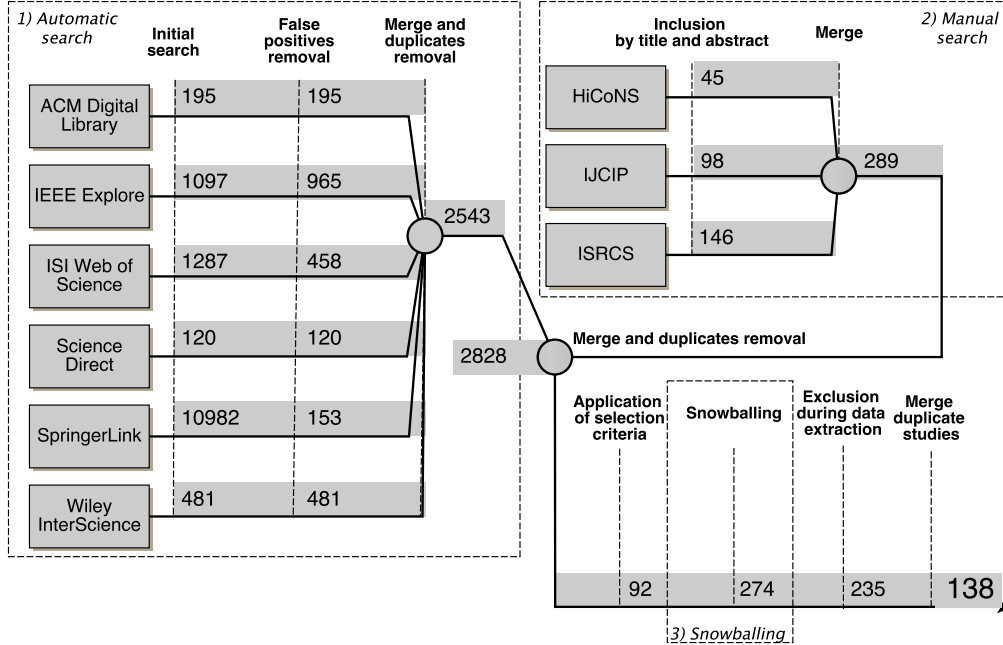 1) Automatic
search
Initial
search
False
positives
removal
Merge and
duplicates
removal
ACM Digital
Library
195
195
IEEE Explore
1097
965
ISI Web of
Science
1287
458
Science
Direct
120
120
SpringerLink
10982
153
Wiley
InterScience
481
481
2543
2) Manual
search
Inclusion
by title and abstract
Merge
HiCoNS
45
IJCIP
98
ISRCS
146
289
Merge and duplicates removal
2828
Application
of selection
criteria
Snowballing
Exclusion
during data
extraction
Merge
duplicate
studies
92
274
235
138
3) Snowballing